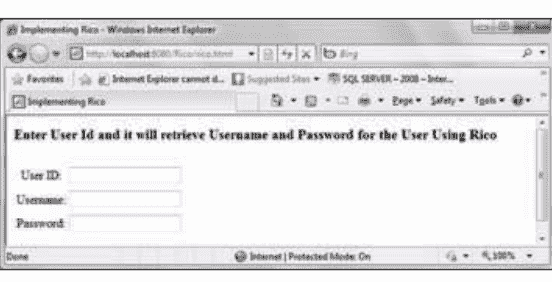 Implementing Rico - Windows Internet Explorer
http://localhost:8080/Rico/rico.html
Bing
Favorites Internet Explorer cannot d... Suggested Sites SQL SERVER – 2008 – Inter...
Implementing Rico
Page Safety Tools
Enter User Id and it will retrieve Username and Password for the User Using Rico
User ID:
Username:
Password:
Done Internet | Protected Mode: On 100%